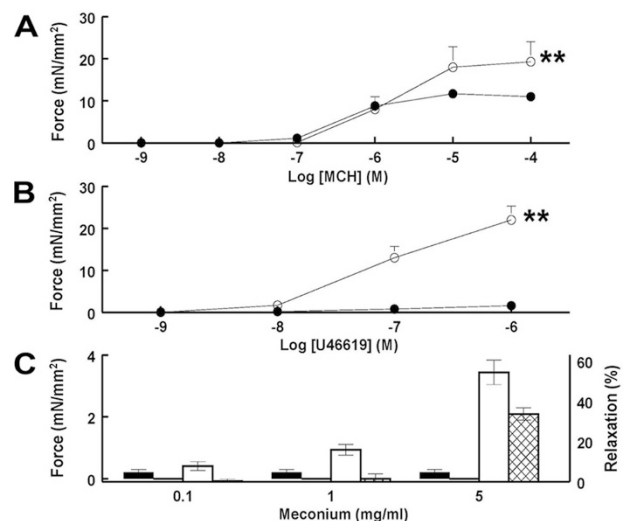 A
30
20
10
0
Force (mN/mm²)
**
-9 -8 -7 -6 -5 -4
Log [MCH] (M)
B
30
20
10
0
Force (mN/mm²)
**
-9 -8 -7 -6
Log [U46619] (M)
C
4
2
0
Force (mN/mm²)
60
40
20
0
Relaxation (%)
0.1 1 5
Meconium (mg/ml)